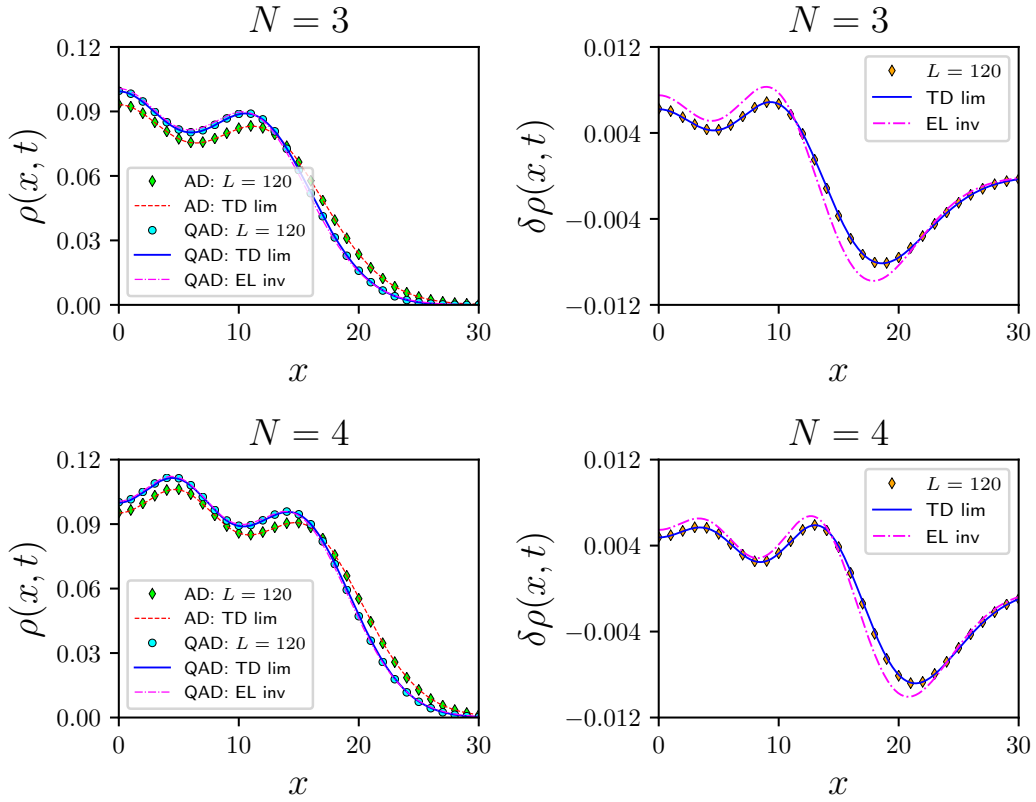 N = 3
0.12
0.09
0.06
0.03
0.00
ρ(x, t)
AD: L = 120
AD: TD lim
QAD: L = 120
QAD: TD lim
QAD: EL inv
0
10
20
30
x
N = 3
0.012
0.004
−0.004
−0.012
δρ(x, t)
L = 120
TD lim
EL inv
0
10
20
30
x
N = 4
0.12
0.09
0.06
0.03
0.00
ρ(x, t)
AD: L = 120
AD: TD lim
QAD: L = 120
QAD: TD lim
QAD: EL inv
0
10
20
30
x
N = 4
0.012
0.004
−0.004
−0.012
δρ(x, t)
L = 120
TD lim
EL inv
0
10
20
30
x